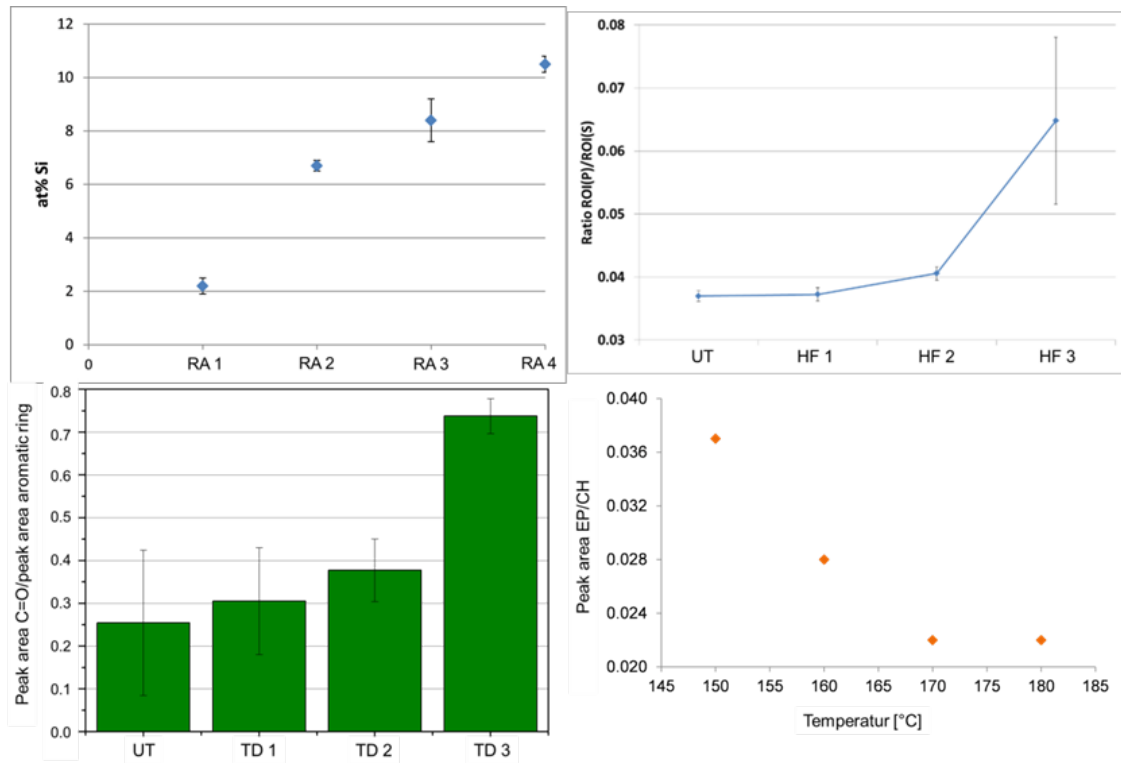 12
10
8
6
4
2
0
at% Si
0
RA 1
RA 2
RA 3
RA 4
0.08
0.07
0.06
0.05
0.04
0.03
Ratio ROI(P)/ROI(S)
UT
HF 1
HF 2
HF 3
0.8
0.7
0.6
0.5
0.4
0.3
0.2
0.1
0.0
Peak area C=O/peak area aromatic ring
UT
TD 1
TD 2
TD 3
0.040
0.036
0.032
0.028
0.024
0.020
Peak area EP/CH
145
150
155
160
165
170
175
180
185
Temperatur [°C]